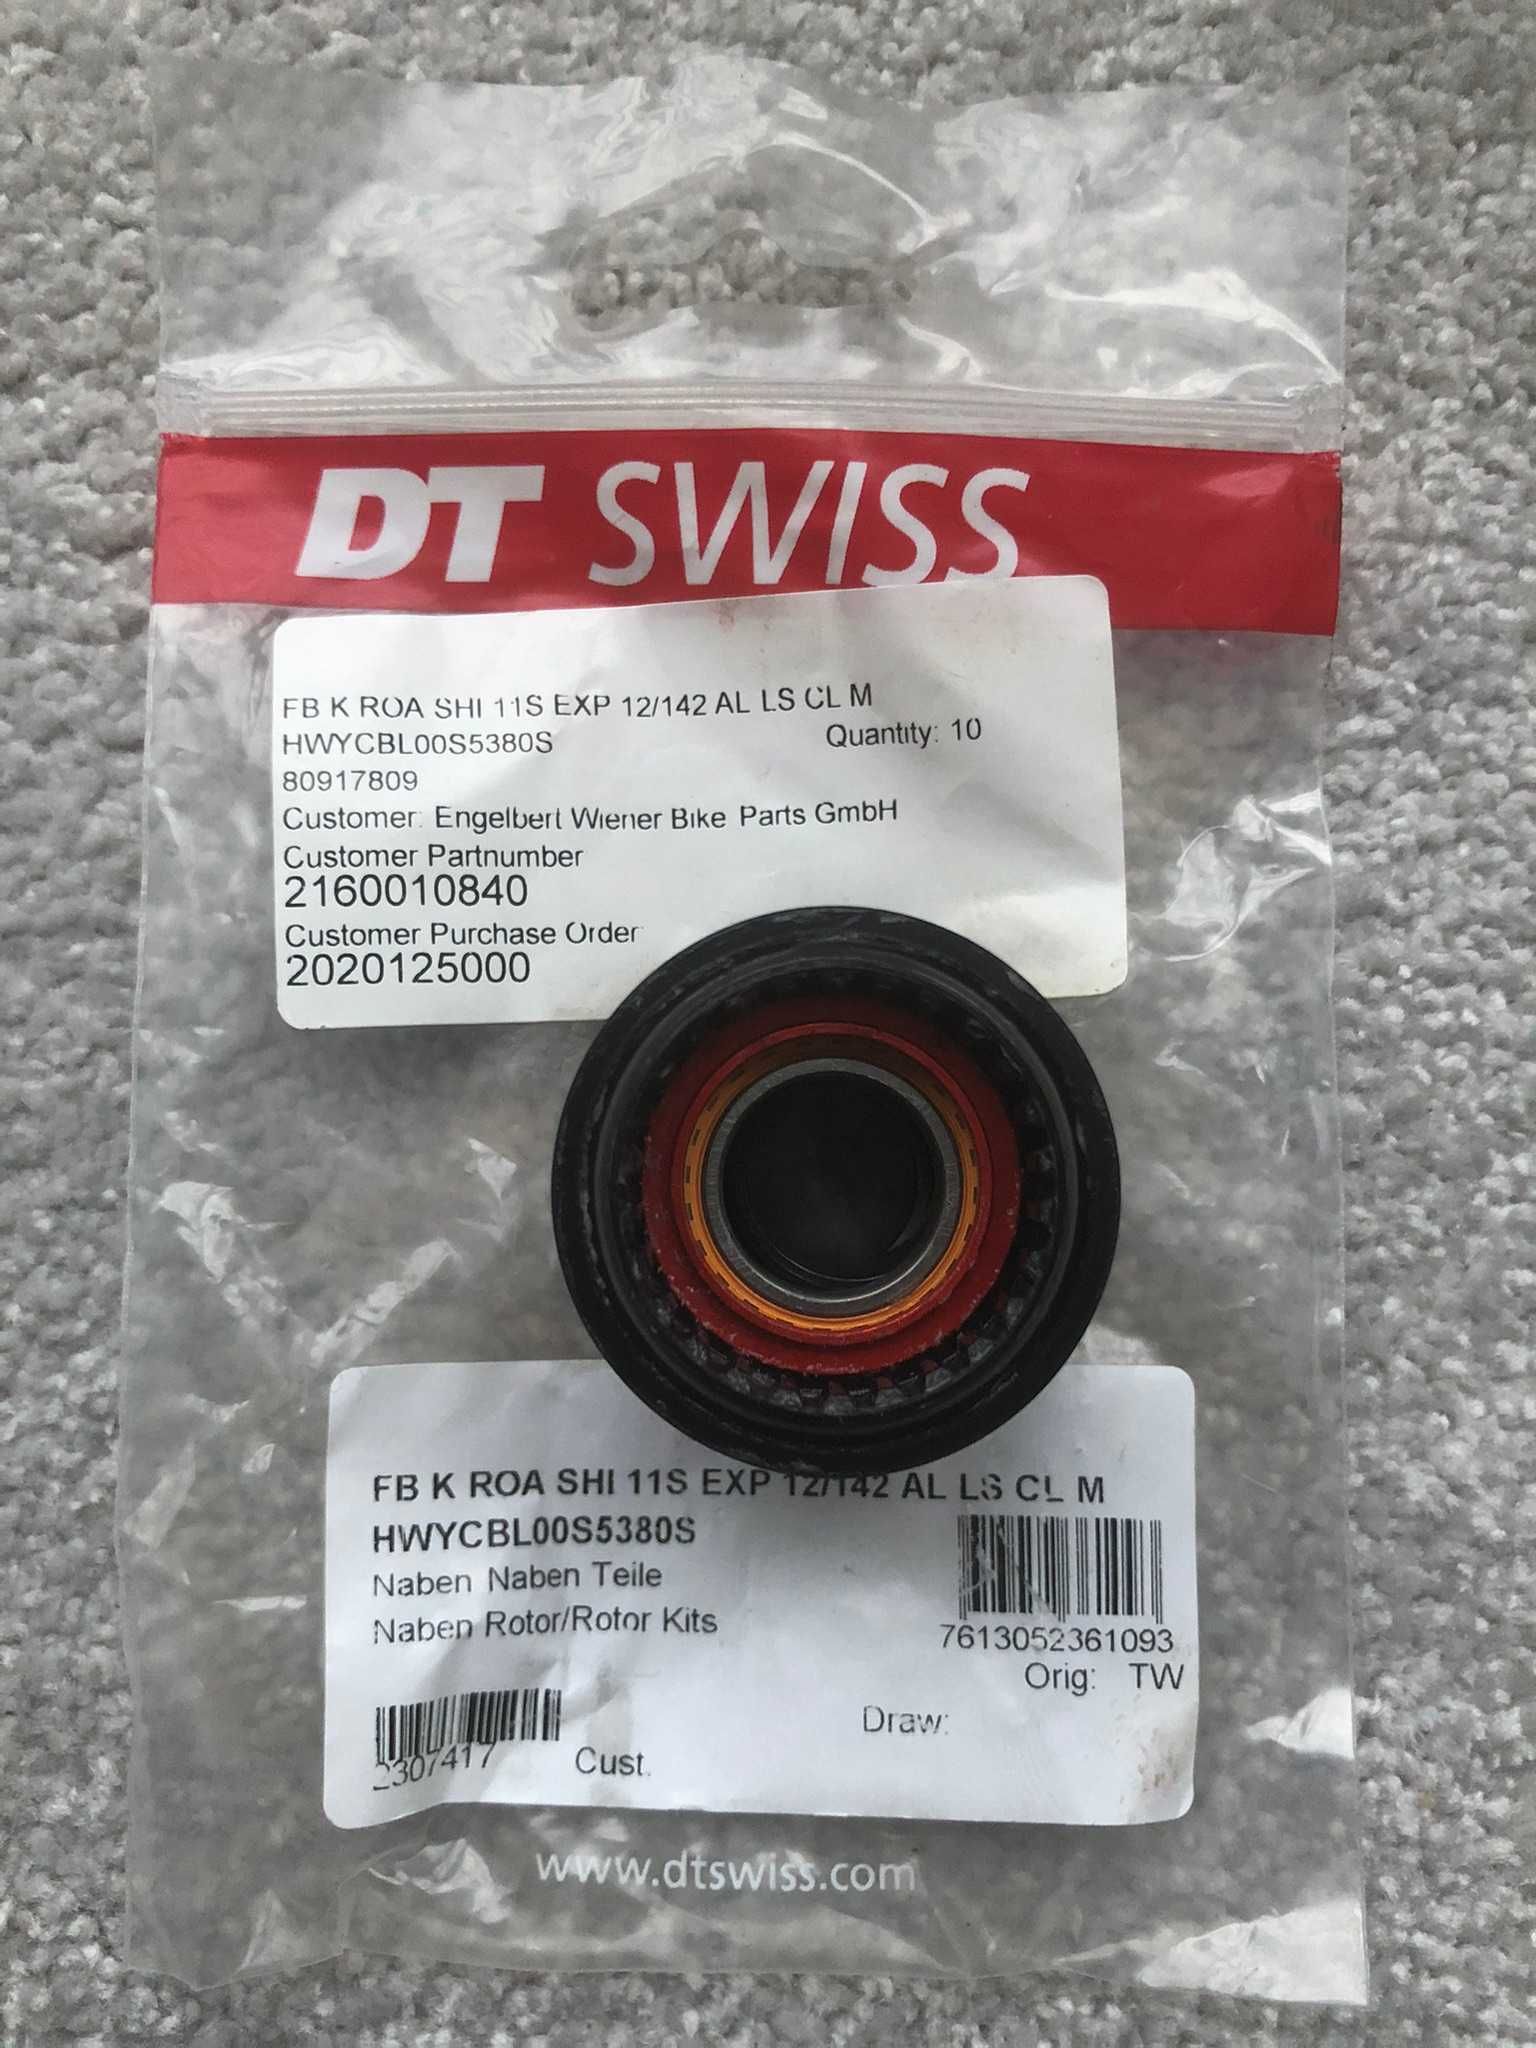 DT SWISS
FB K ROA SHI 11S EXP 12/142 AL LS CL M
HWYCBL00S5380S Quantity: 10
80917809
Customer: Engelbert Wiener Bike Parts GmbH
Customer Partnumber
2160010840
Customer Purchase Order
2020125000
FB K ROA SHI 11S EXP 12/142 AL LS CL M
HWYCBL00S5380S
Naben Naben Teile
Naben Rotor/Rotor Kits
7613052361093
Orig: TW
Draw:
2307417 Cust.
www.dtswiss.com